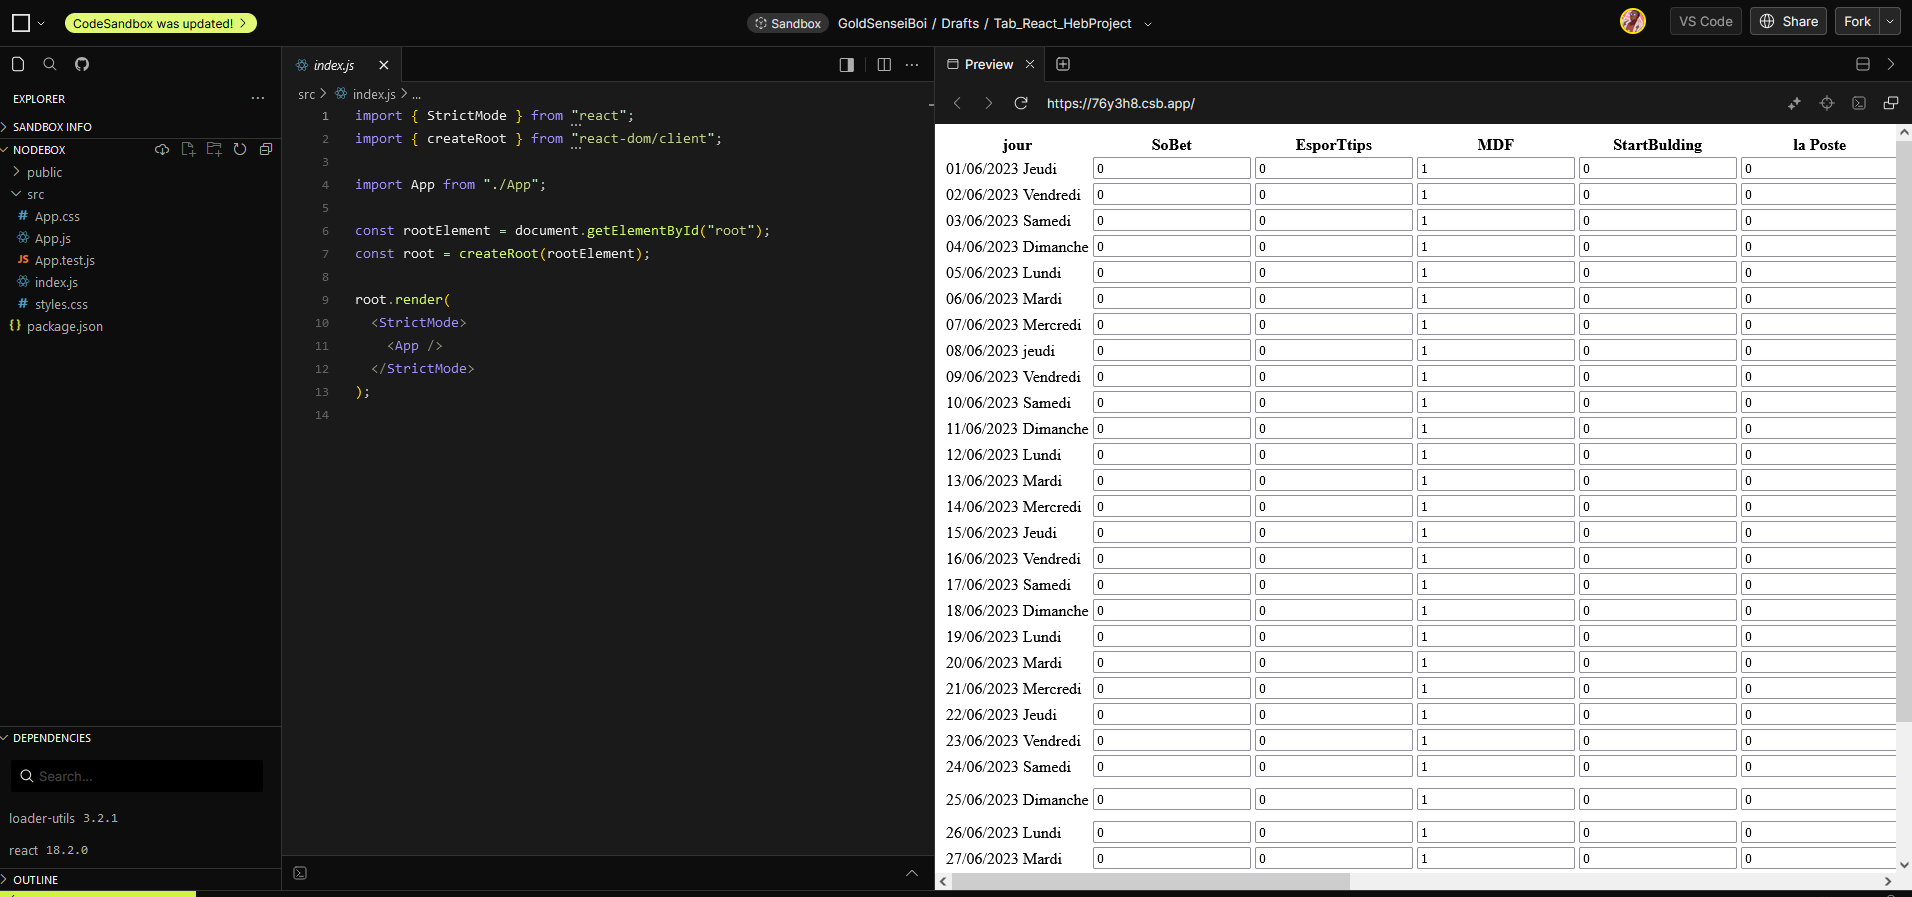 CodeSandbox was updated!
Sandbox GoldSenseiBoi / Drafts / Tab_React_HebProject
VS Code Share Fork
EXPLORER
SANDBOX INFO
NODEBOX
public
src
App.css
App.js
JS App.test.js
index.js
styles.css
package.json
DEPENDENCIES
Search...
loader-utils 3.2.1
react 18.2.0
OUTLINE
index.js
src index.js ...
1 import { StrictMode } from "react";
2 import { createRoot } from "react-dom/client";
3
4 import App from "./App";
5
6 const rootElement = document.getElementById("root");
7 const root = createRoot(rootElement);
8
9 root.render(
10 <StrictMode>
11 <App />
12 </StrictMode>
13 );
14
Preview
https://76y3h8.csb.app/
jour SoBet EsporTtips MDF StartBulding la Poste
01/06/2023 Jeudi 0 0 1 0 0
02/06/2023 Vendredi 0 0 1 0 0
03/06/2023 Samedi 0 0 1 0 0
04/06/2023 Dimanche 0 0 1 0 0
05/06/2023 Lundi 0 0 1 0 0
06/06/2023 Mardi 0 0 1 0 0
07/06/2023 Mercredi 0 0 1 0 0
08/06/2023 jeudi 0 0 1 0 0
09/06/2023 Vendredi 0 0 1 0 0
10/06/2023 Samedi 0 0 1 0 0
11/06/2023 Dimanche 0 0 1 0 0
12/06/2023 Lundi 0 0 1 0 0
13/06/2023 Mardi 0 0 1 0 0
14/06/2023 Mercredi 0 0 1 0 0
15/06/2023 Jeudi 0 0 1 0 0
16/06/2023 Vendredi 0 0 1 0 0
17/06/2023 Samedi 0 0 1 0 0
18/06/2023 Dimanche 0 0 1 0 0
19/06/2023 Lundi 0 0 1 0 0
20/06/2023 Mardi 0 0 1 0 0
21/06/2023 Mercredi 0 0 1 0 0
22/06/2023 Jeudi 0 0 1 0 0
23/06/2023 Vendredi 0 0 1 0 0
24/06/2023 Samedi 0 0 1 0 0
25/06/2023 Dimanche 0 0 1 0 0
26/06/2023 Lundi 0 0 1 0 0
27/06/2023 Mardi 0 0 1 0 0